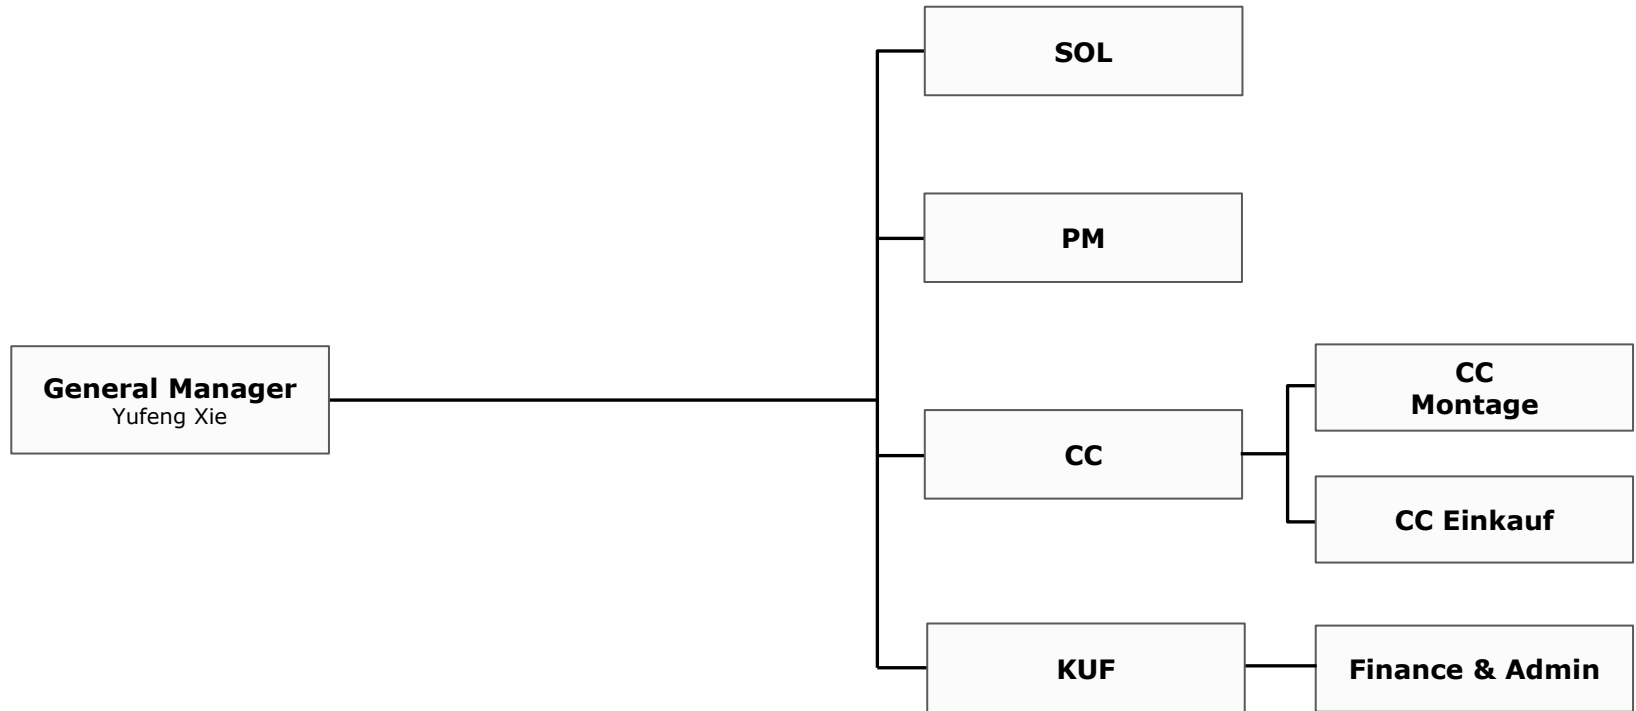 SOL
PM
General Manager
Yufeng Xie
CC
CC
Montage
CC Einkauf
KUF
Finance & Admin